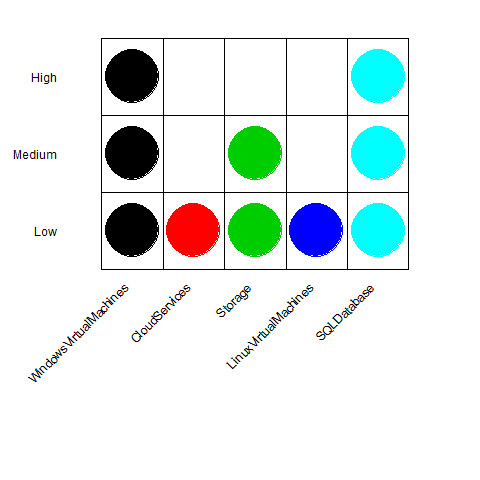 High
Medium
Low
WindowsVirtualMachines
CloudServices
Storage
LinuxVirtualMachines
SQLDatabase